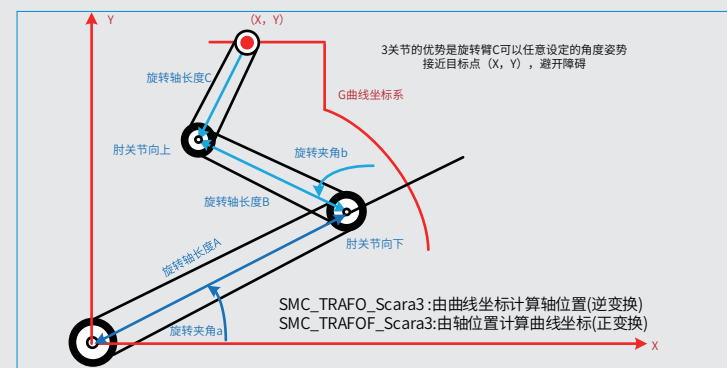 Y
（X，Y）
3关节的优势是旋转臂C可以任意设定的角度姿势
接近目标点（X，Y），避开障碍
旋转轴长度C
G曲线坐标系
肘关节向上
旋转夹角b
旋转轴长度B
肘关节向下
旋转轴长度A
SMC_TRAFO_Scara3 :由曲线坐标计算轴位置(逆变换)
SMC_TRAFOF_Scara3:由轴位置计算曲线坐标(正变换)
旋转夹角a
X